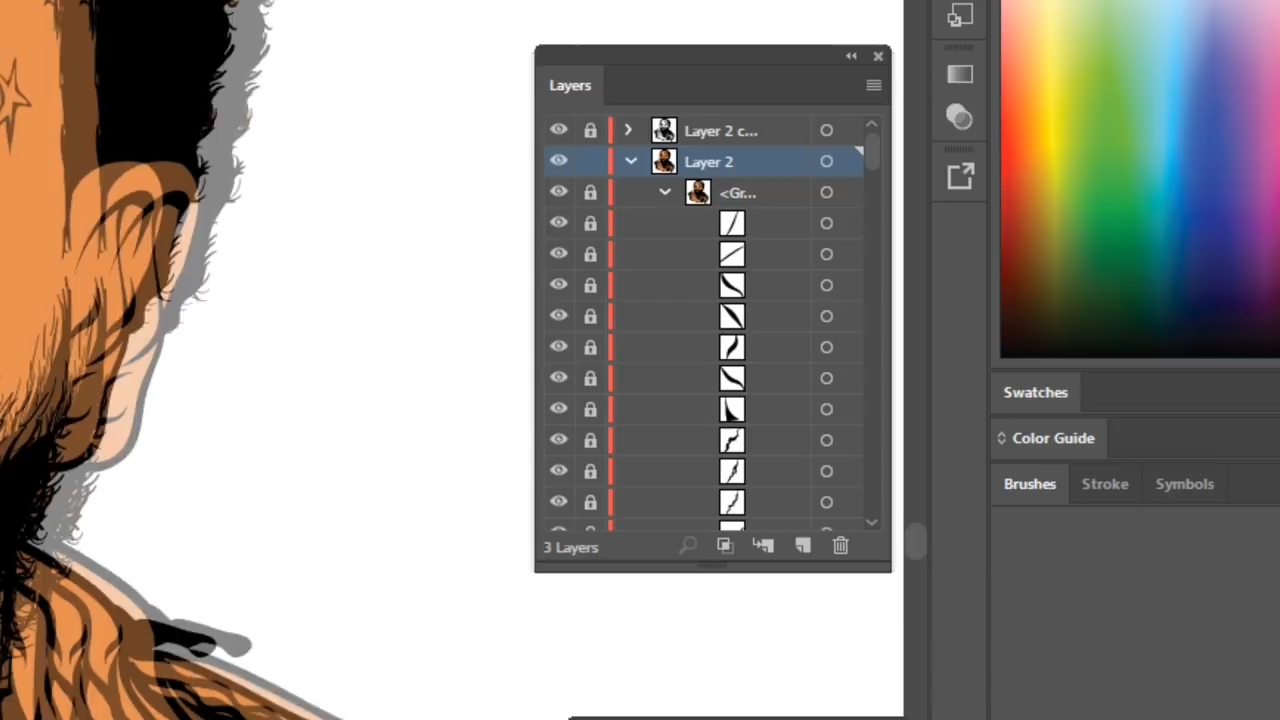 Layers
Layer 2 c...
Layer 2
<Gr...
3 Layers
Swatches
Color Guide
Brushes
Stroke
Symbols